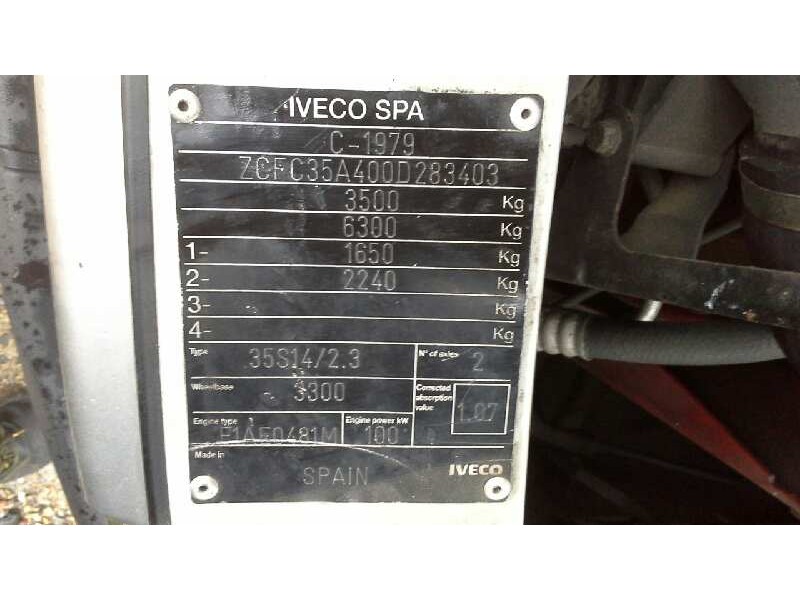 IVECO SPA
C-1979
ZCFC35A400D283403
3500 Kg
6300 Kg
1- 1650 Kg
2- 2240 Kg
3- Kg
4- Kg
Type 35S14/2.3 N° of axles 2
Wheelbase 3300 Corrected absorption value 1.87
Engine type F1AE0481M Engine power kW 100
Made in SPAIN IVECO